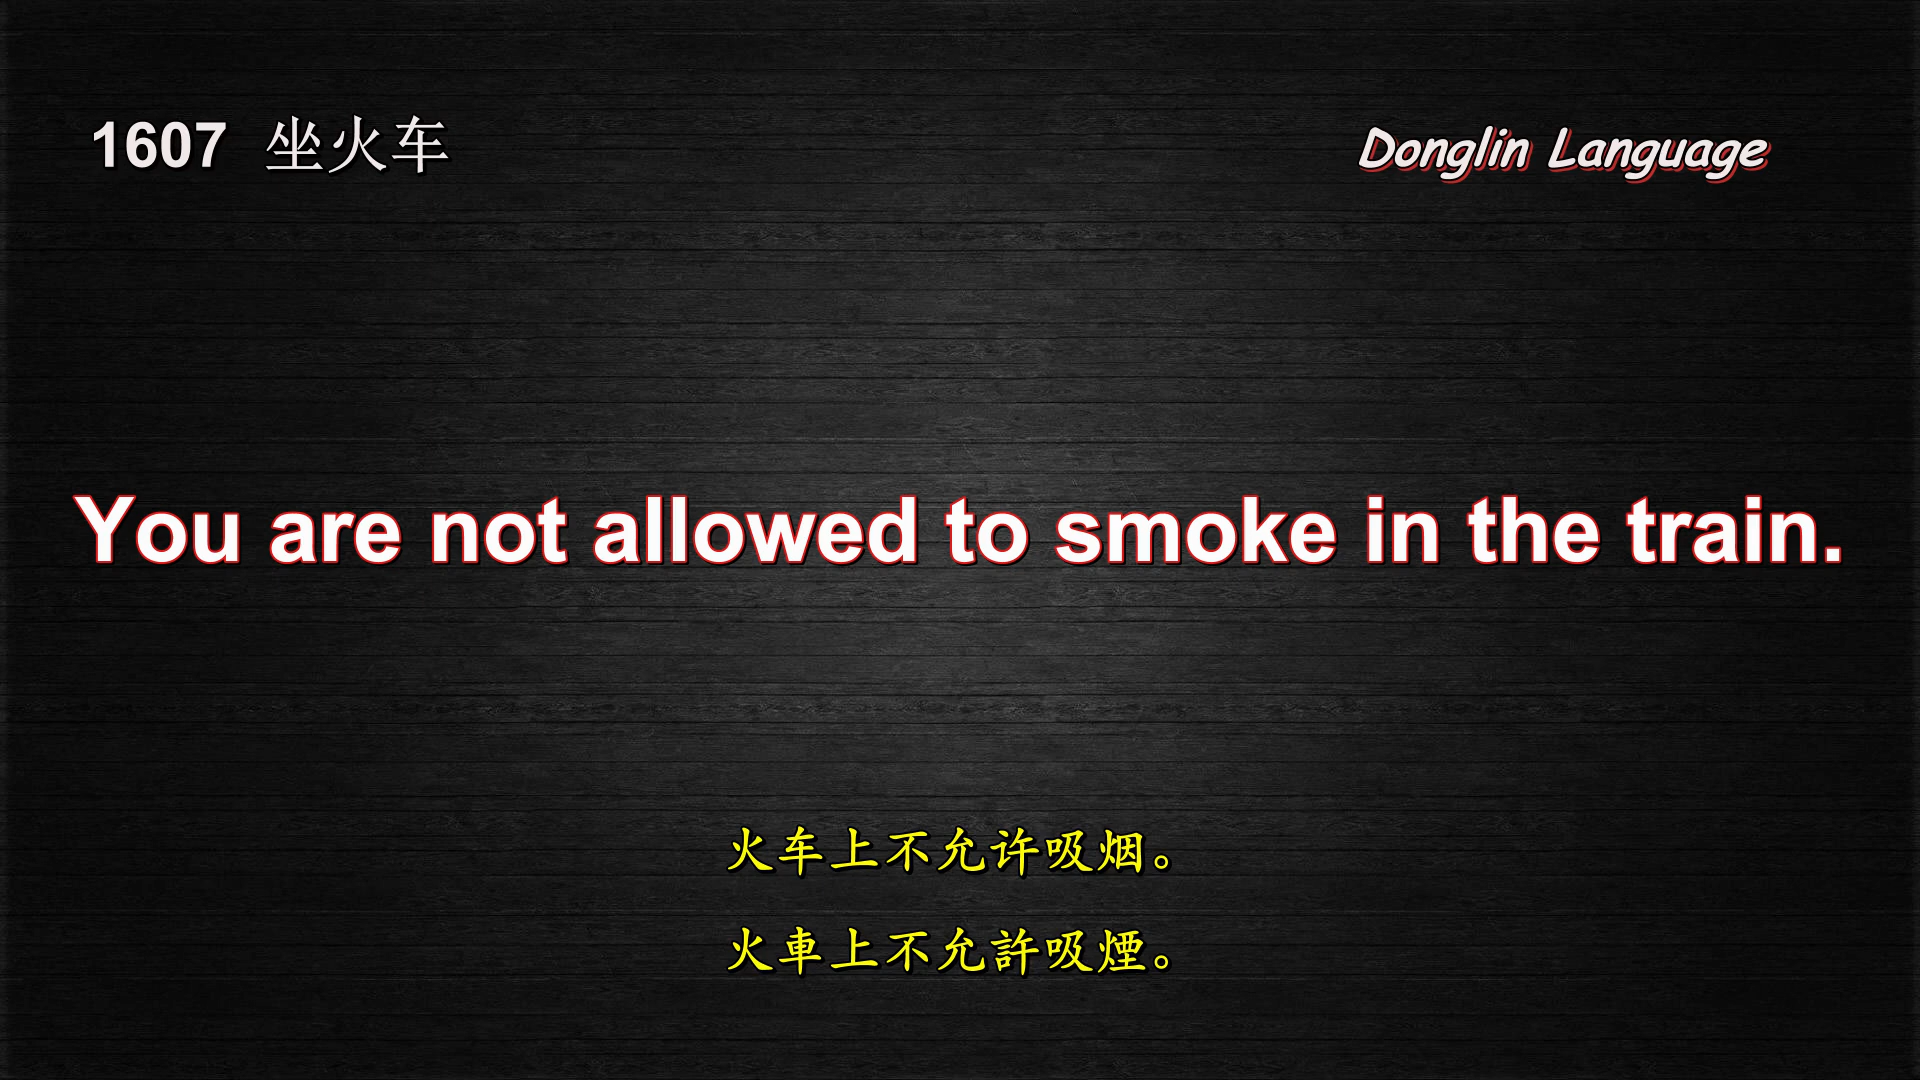 1607 坐火车
Donglin Language
You are not allowed to smoke in the train.
火车上不允许吸烟。
火車上不允許吸煙。